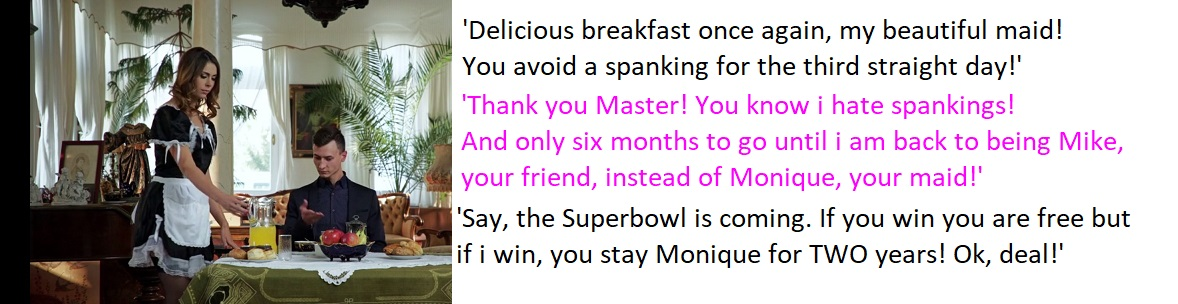 'Delicious breakfast once again, my beautiful maid!
You avoid a spanking for the third straight day!'
'Thank you Master! You know i hate spankings!
And only six months to go until i am back to being Mike,
your friend, instead of Monique, your maid!'
'Say, the Superbowl is coming. If you win you are free but
if i win, you stay Monique for TWO years! Ok, deal!'